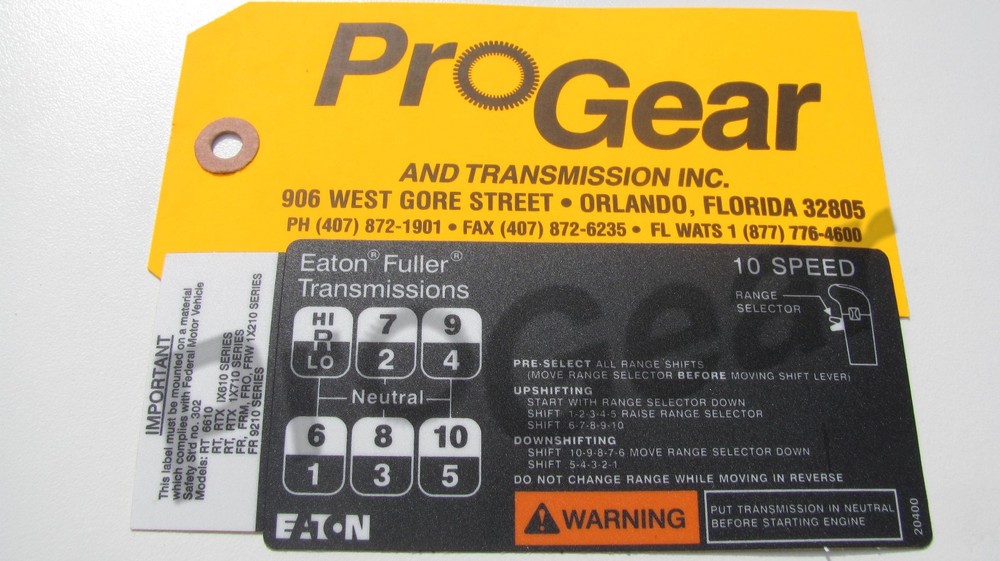 ProGear
AND TRANSMISSION INC.
906 WEST GORE STREET • ORLANDO, FLORIDA 32805
PH (407) 872-1901 • FAX (407) 872-6235 • FL WATS 1 (877) 776-4600
IMPORTANT
This label must be mounted on a material
which complies with Federal Motor Vehicle
Safety Srd no. 302
Models: RT 6610
RT, RTX 1X610 SERIES
RT, RTX 1X710 SERIES
FR, FRM, FRO, FRW 1X210 SERIES
FR 9210 SERIES
Eaton® Fuller®
Transmissions
10 SPEED
RANGE
SELECTOR
HI 7 9
R
LO 2 4
Neutral
6 8 10
1 3 5
PRE-SELECT ALL RANGE SHIFTS
(MOVE RANGE SELECTOR BEFORE MOVING SHIFT LEVER)
UPSHIFTING
START WITH RANGE SELECTOR DOWN
SHIFT 1-2-3-4-5 RAISE RANGE SELECTOR
SHIFT 6-7-8-9-10
DOWNSHIFTING
SHIFT 10-9-8-7-6 MOVE RANGE SELECTOR DOWN
SHIFT 5-4-3-2-1
DO NOT CHANGE RANGE WHILE MOVING IN REVERSE
EATON
WARNING
PUT TRANSMISSION IN NEUTRAL
BEFORE STARTING ENGINE
20400
ProGear